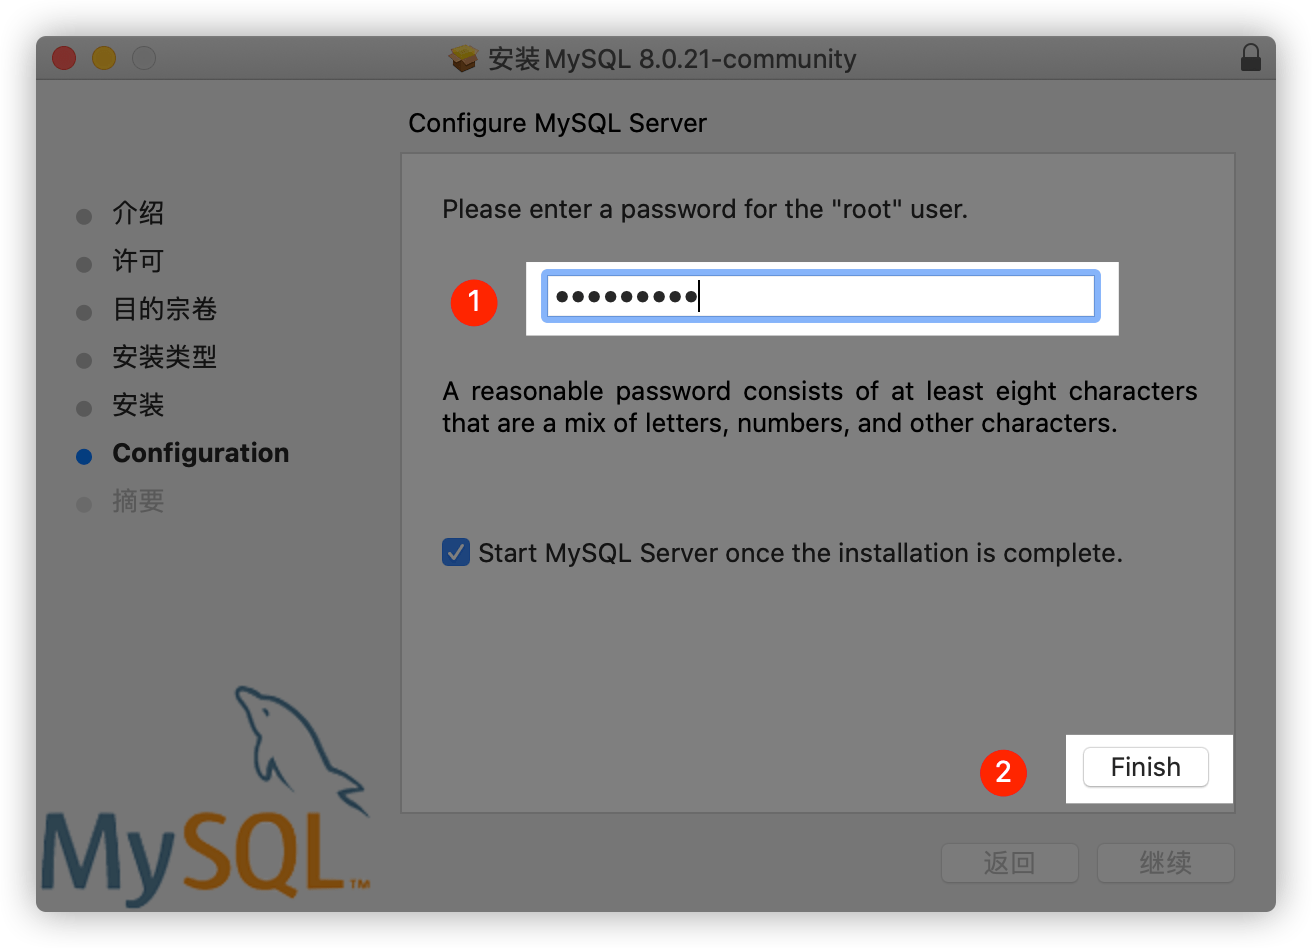 安装 MySQL 8.0.21-community
Configure MySQL Server
介绍
许可
目的宗卷
安装类型
安装
Configuration
摘要
Please enter a password for the "root" user.
1
•••••••••
A reasonable password consists of at least eight characters
that are a mix of letters, numbers, and other characters.
Start MySQL Server once the installation is complete.
2
Finish
MySQL™
返回
继续